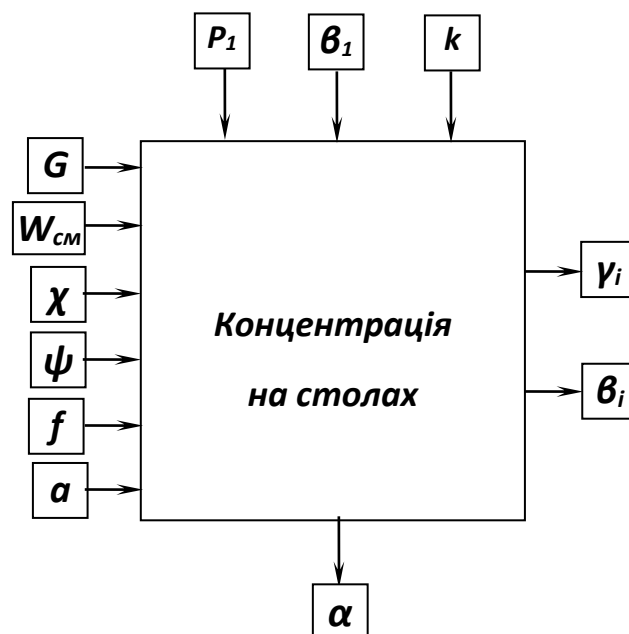 P₁
в₁
k
G
Wсм
χ
ψ
f
a
Концентрація
на столах
γᵢ
вᵢ
α